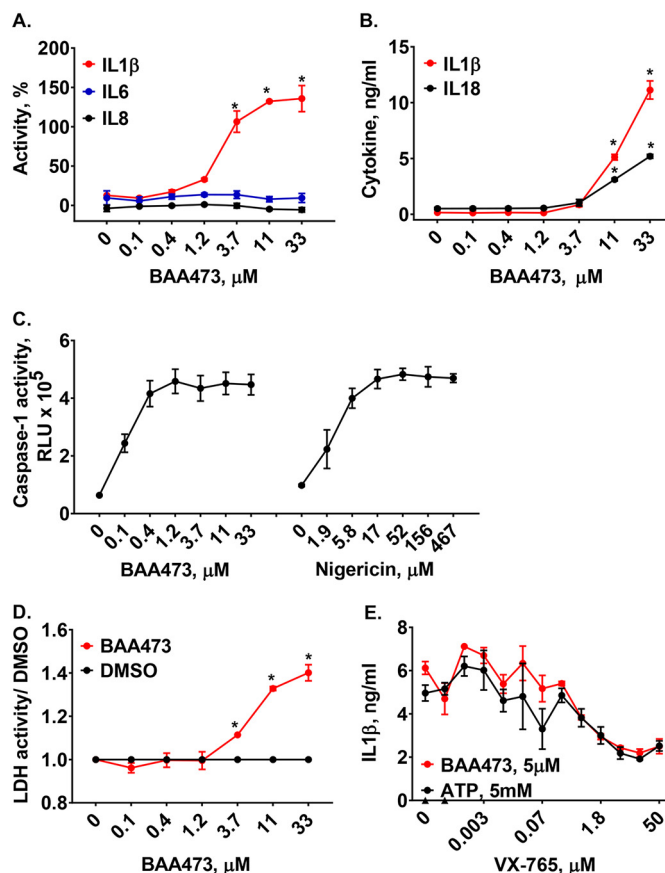 A.
IL1β
IL6
IL8
Activity, %
200
150
100
50
0
0 0.1 0.4 1.2 3.7 11 33
BAA473, μM
* * *
B.
IL1β
IL18
Cytokine, ng/ml
15
10
5
0
0 0.1 0.4 1.2 3.7 11 33
BAA473, μM
* * * *
C.
Caspase-1 activity,
RLU x 10⁵
6
4
2
0
0 0.1 0.4 1.2 3.7 11 33
BAA473, μM
0 1.9 5.8 17 52 156 467
Nigericin, μM
D.
BAA473
DMSO
LDH activity/ DMSO
1.6
1.4
1.2
1.0
0.8
0 0.1 0.4 1.2 3.7 11 33
BAA473, μM
* * *
E.
IL1β, ng/ml
8
6
4
2
0
BAA473, 5μM
ATP, 5mM
0 0.003 0.07 1.8 50
VX-765, μM